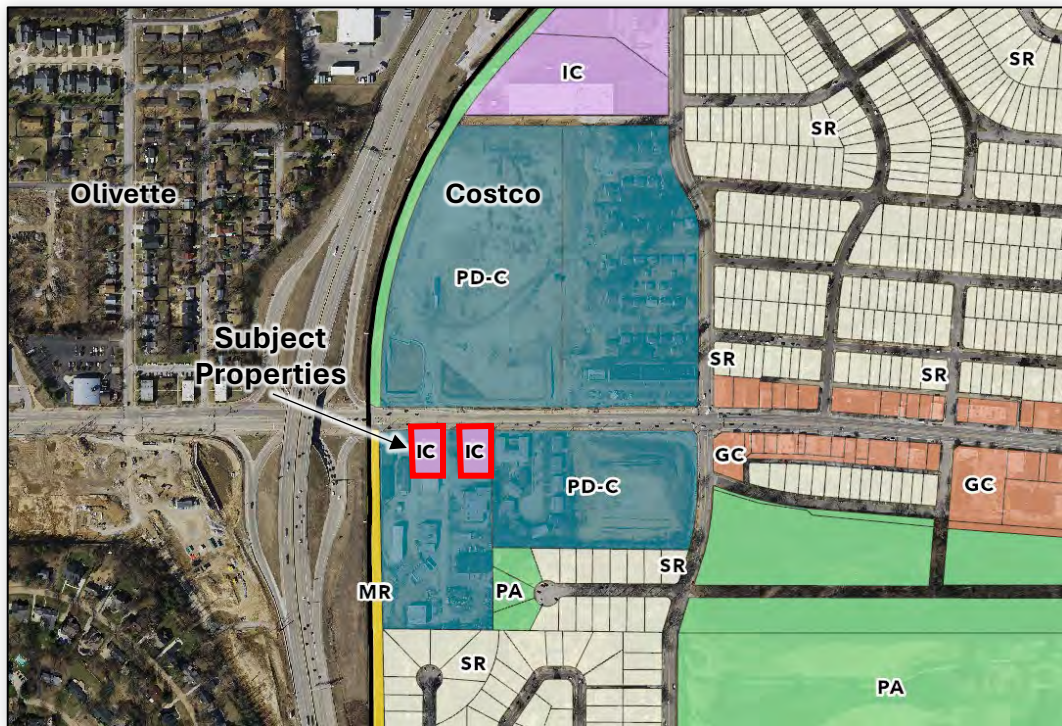 IC
SR
SR
Olivette
Costco
PD-C
Subject
Properties
SR
SR
IC
IC
GC
PD-C
GC
MR
PA
SR
SR
PA